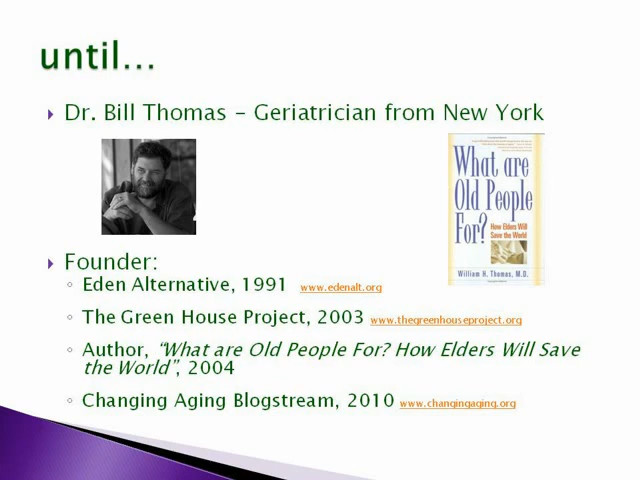 until...
Dr. Bill Thomas – Geriatrician from New York
What are
Old People
For?
How Elders Will
Save the World
William H. Thomas, M.D.
Founder:
Eden Alternative, 1991 www.edenalt.org
The Green House Project, 2003 www.thegreenhouseproject.org
Author, “What are Old People For? How Elders Will Save
the World”, 2004
Changing Aging Blogstream, 2010 www.changingaging.org